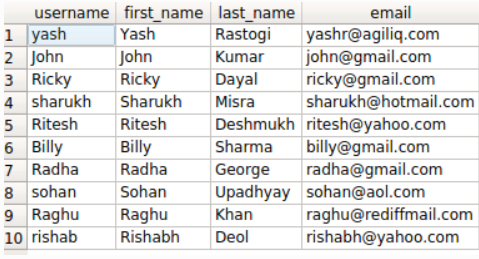 username first_name last_name email
1 yash Yash Rastogi yashr@agiliq.com
2 John John Kumar john@gmail.com
3 Ricky Ricky Dayal ricky@gmail.com
4 sharukh Sharukh Misra sharukh@hotmail.com
5 Ritesh Ritesh Deshmukh ritesh@yahoo.com
6 Billy Billy Sharma billy@gmail.com
7 Radha Radha George radha@gmail.com
8 sohan Sohan Upadhyay sohan@aol.com
9 Raghu Raghu Khan raghu@rediffmail.com
10 rishab Rishabh Deol rishabh@yahoo.com